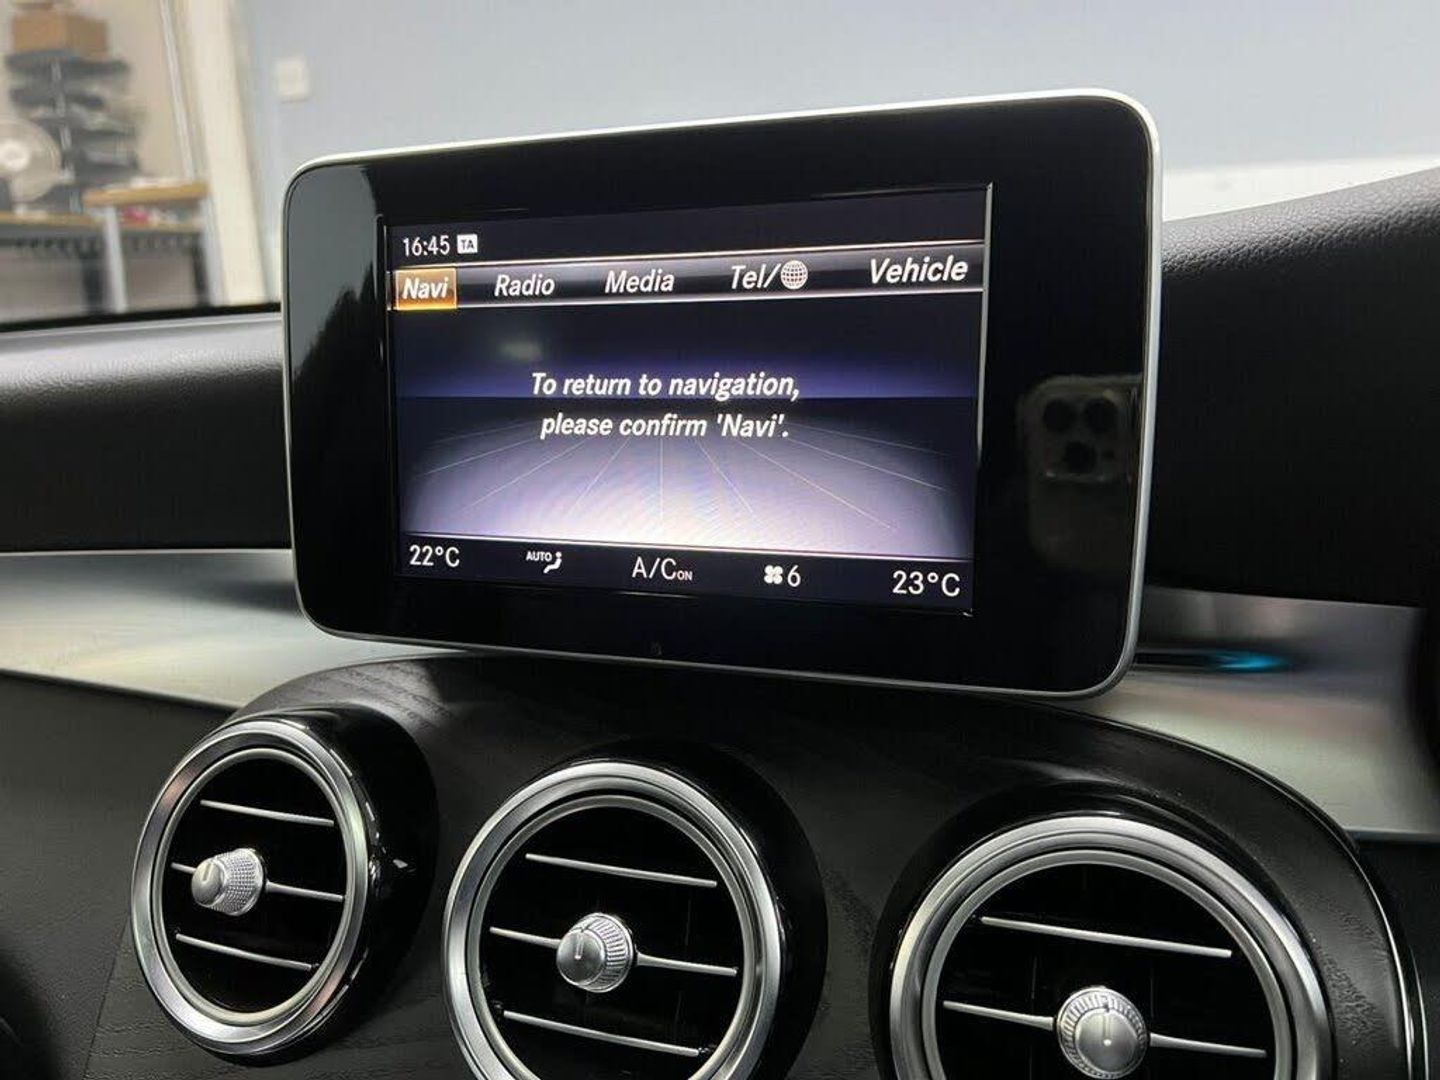 16:45 TA
Navi Radio Media Tel/ Vehicle
To return to navigation,
please confirm 'Navi'.
22°C AUTO A/C ON 6 23°C